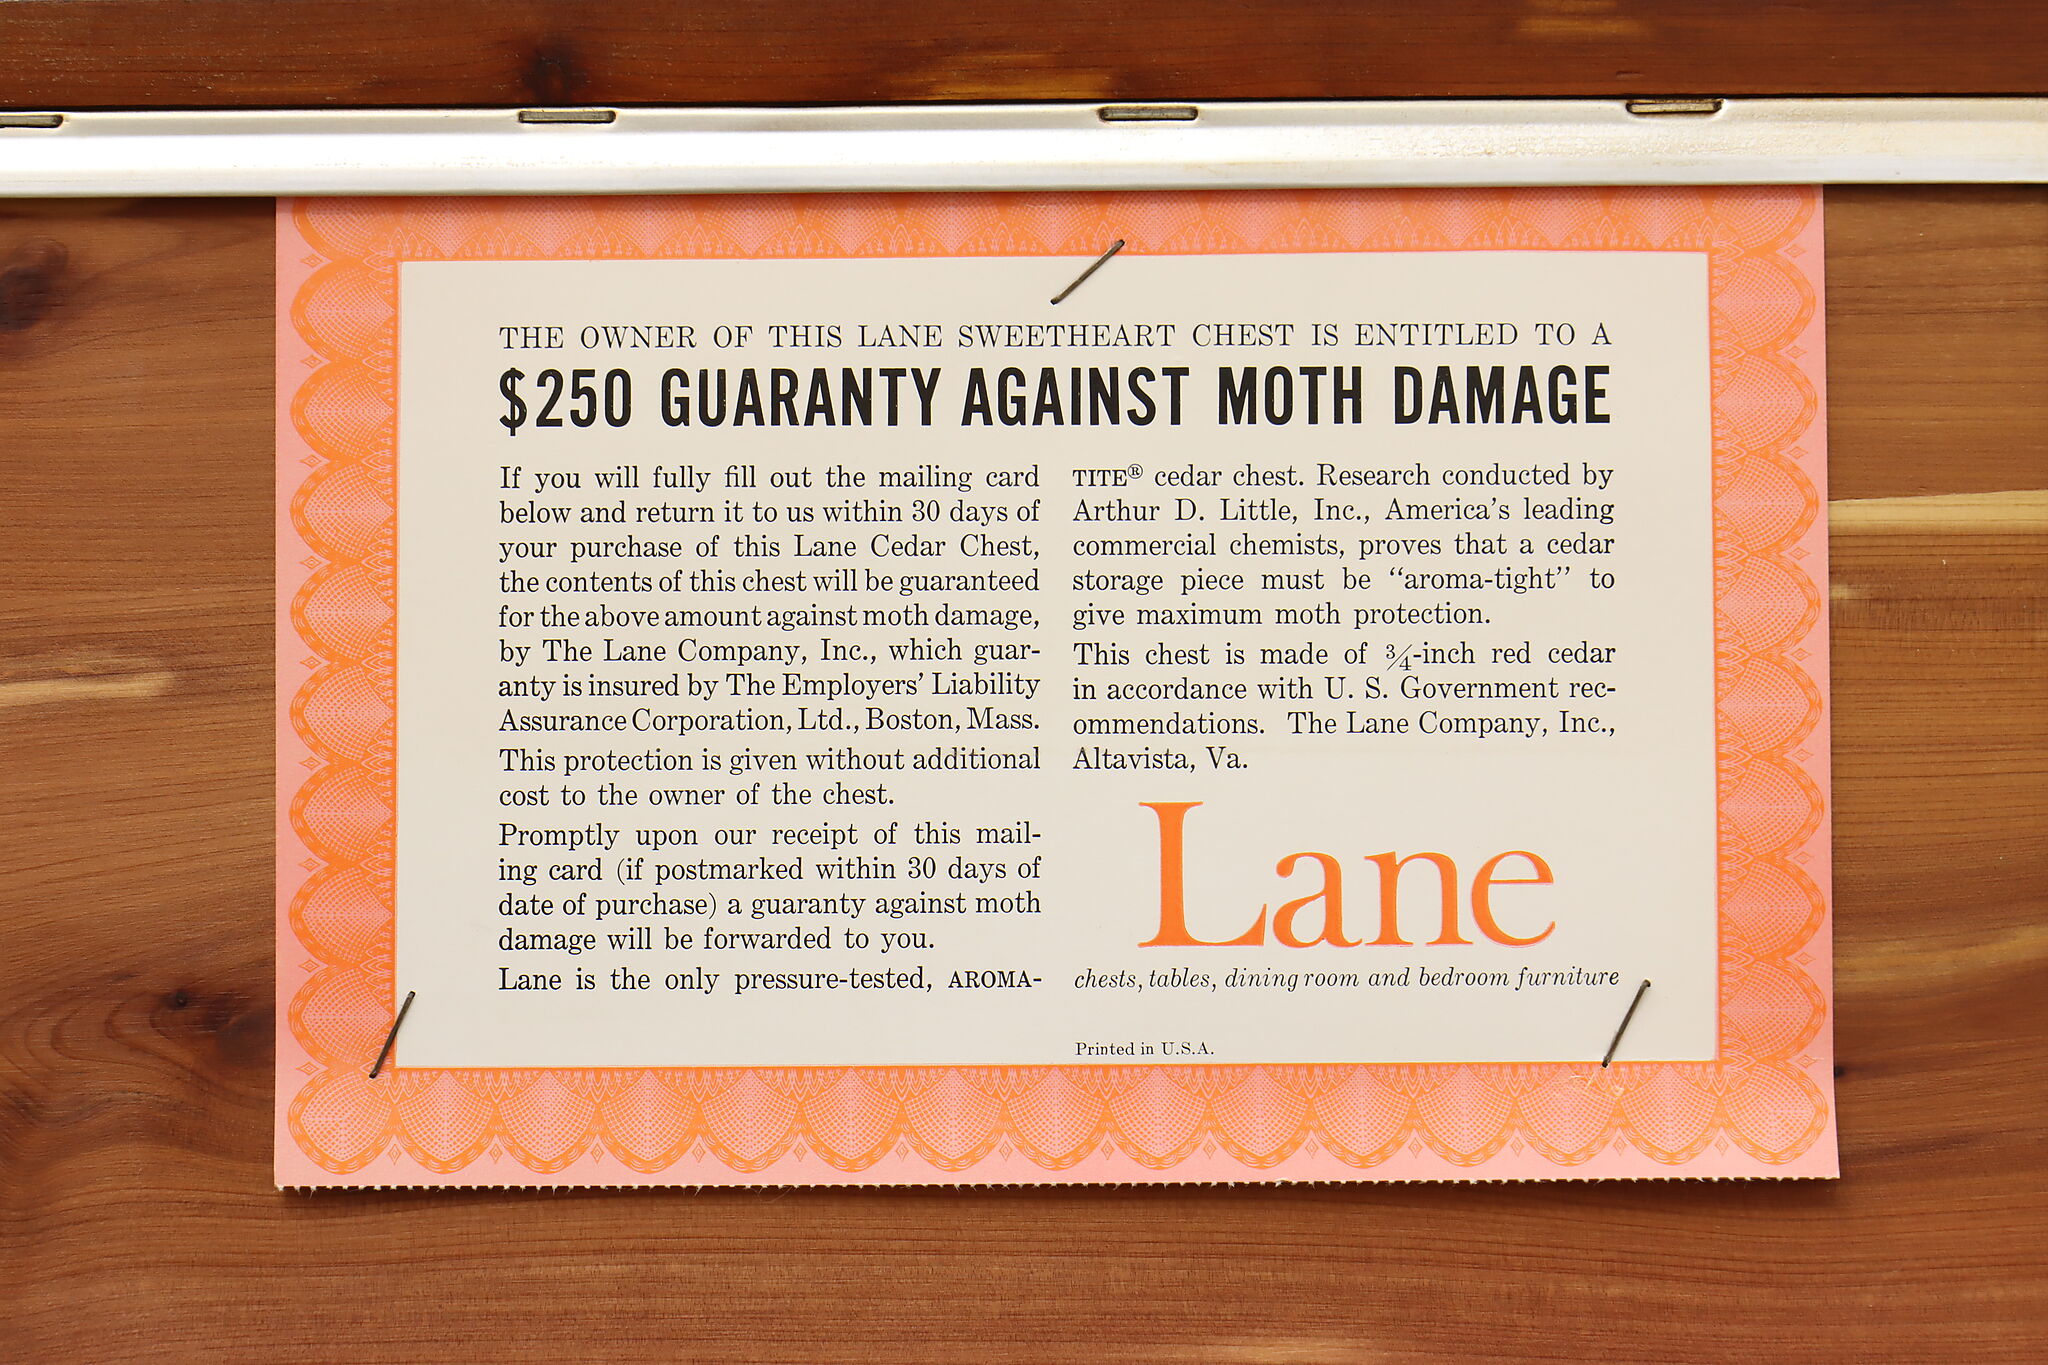 THE OWNER OF THIS LANE SWEETHEART CHEST IS ENTITLED TO A
$250 GUARANTY AGAINST MOTH DAMAGE
If you will fully fill out the mailing card
below and return it to us within 30 days of
your purchase of this Lane Cedar Chest,
the contents of this chest will be guaranteed
for the above amount against moth damage,
by The Lane Company, Inc., which guar-
anty is insured by The Employers' Liability
Assurance Corporation, Ltd., Boston, Mass.
This protection is given without additional
cost to the owner of the chest.
Promptly upon our receipt of this mail-
ing card (if postmarked within 30 days of
date of purchase) a guaranty against moth
damage will be forwarded to you.
Lane is the only pressure-tested, AROMA-
TITE® cedar chest. Research conducted by
Arthur D. Little, Inc., America's leading
commercial chemists, proves that a cedar
storage piece must be “aroma-tight” to
give maximum moth protection.
This chest is made of ¾-inch red cedar
in accordance with U. S. Government rec-
ommendations. The Lane Company, Inc.,
Altavista, Va.
Lane
chests, tables, dining room and bedroom furniture
Printed in U.S.A.